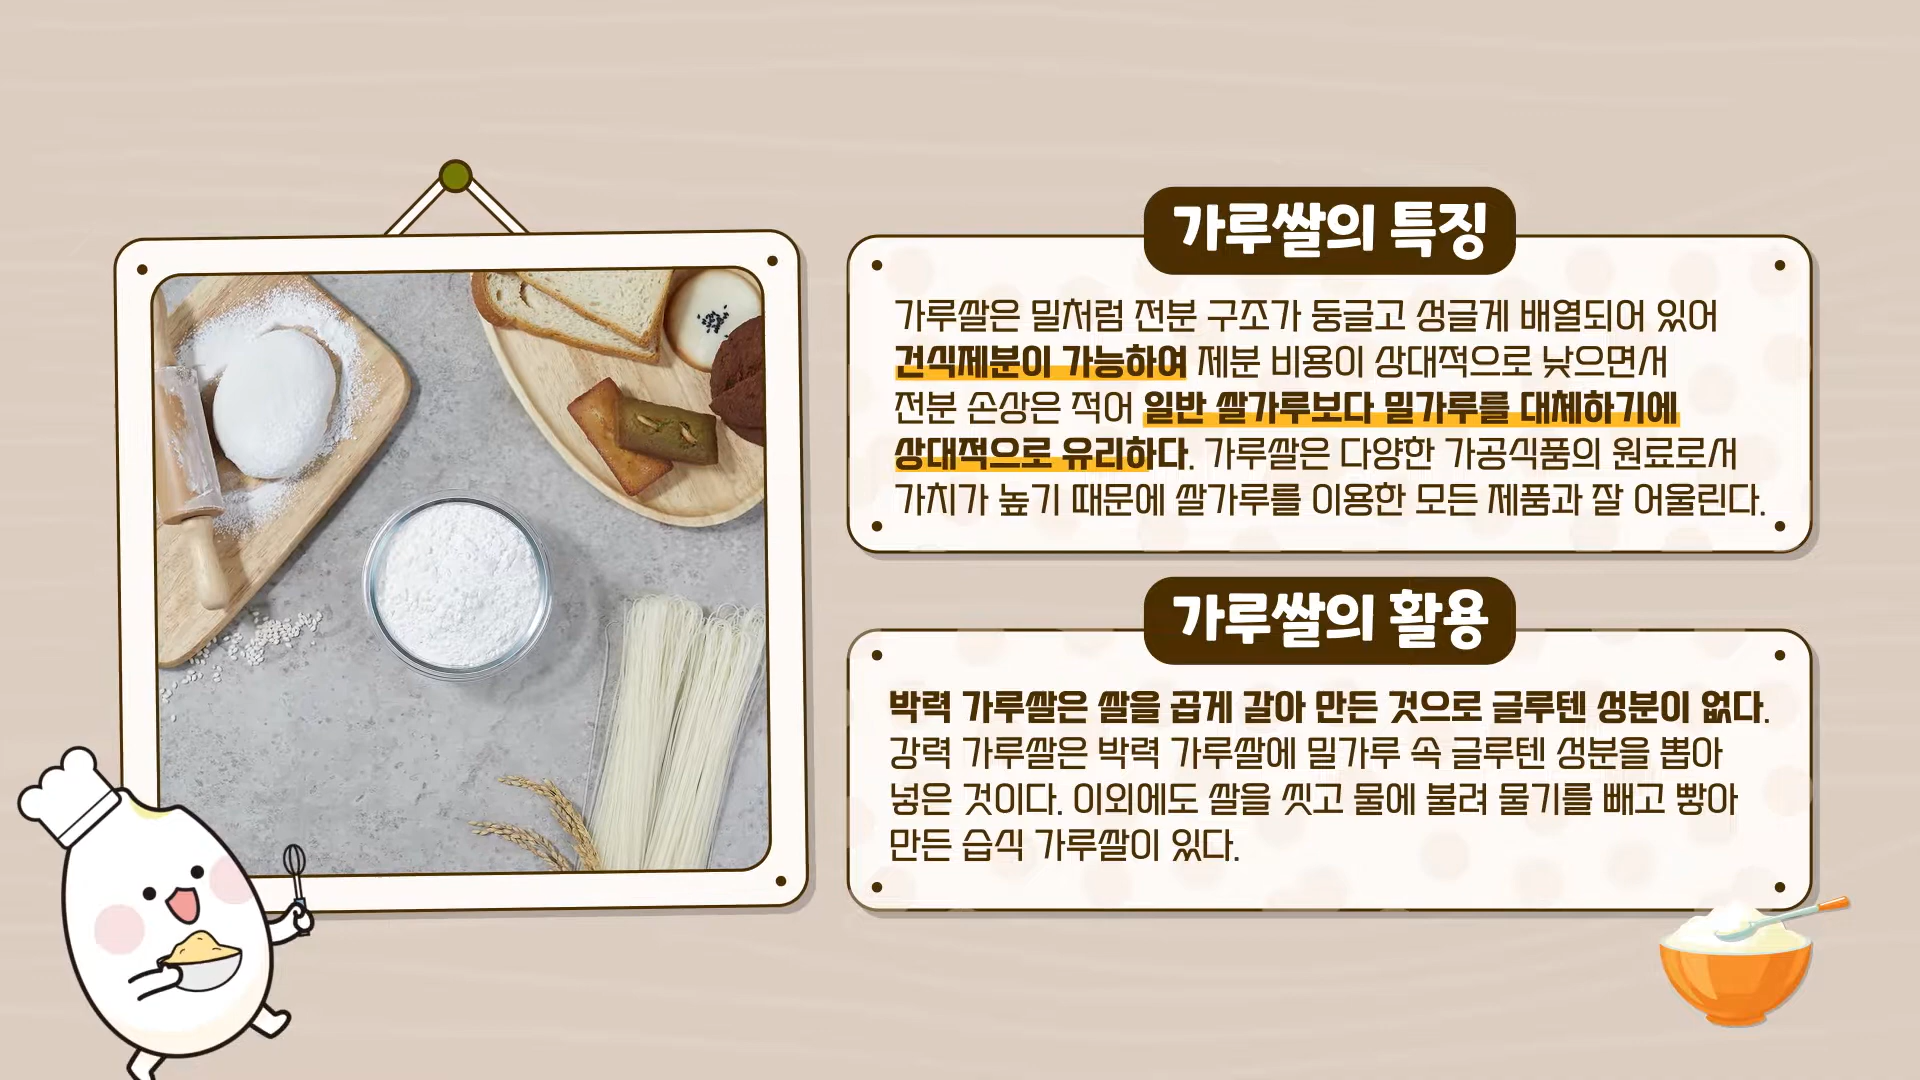 가루쌀의 특징
가루쌀은 밀처럼 전분 구조가 둥글고 성글게 배열되어 있어
건식제분이 가능하여 제분 비용이 상대적으로 낮으면서
전분 손상은 적어 일반 쌀가루보다 밀가루를 대체하기에
상대적으로 유리하다. 가루쌀은 다양한 가공식품의 원료로서
가치가 높기 때문에 쌀가루를 이용한 모든 제품과 잘 어울린다.
가루쌀의 활용
박력 가루쌀은 쌀을 곱게 갈아 만든 것으로 글루텐 성분이 없다.
강력 가루쌀은 박력 가루쌀에 밀가루 속 글루텐 성분을 뽑아
넣은 것이다. 이외에도 쌀을 씻고 물에 불려 물기를 빼고 빻아
만든 습식 가루쌀이 있다.